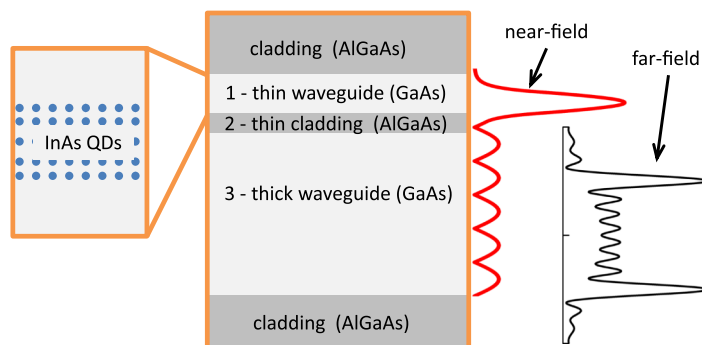 cladding (AlGaAs)
near-field
far-field
1 - thin waveguide (GaAs)
2 - thin cladding (AlGaAs)
InAs QDs
3 - thick waveguide (GaAs)
cladding (AlGaAs)